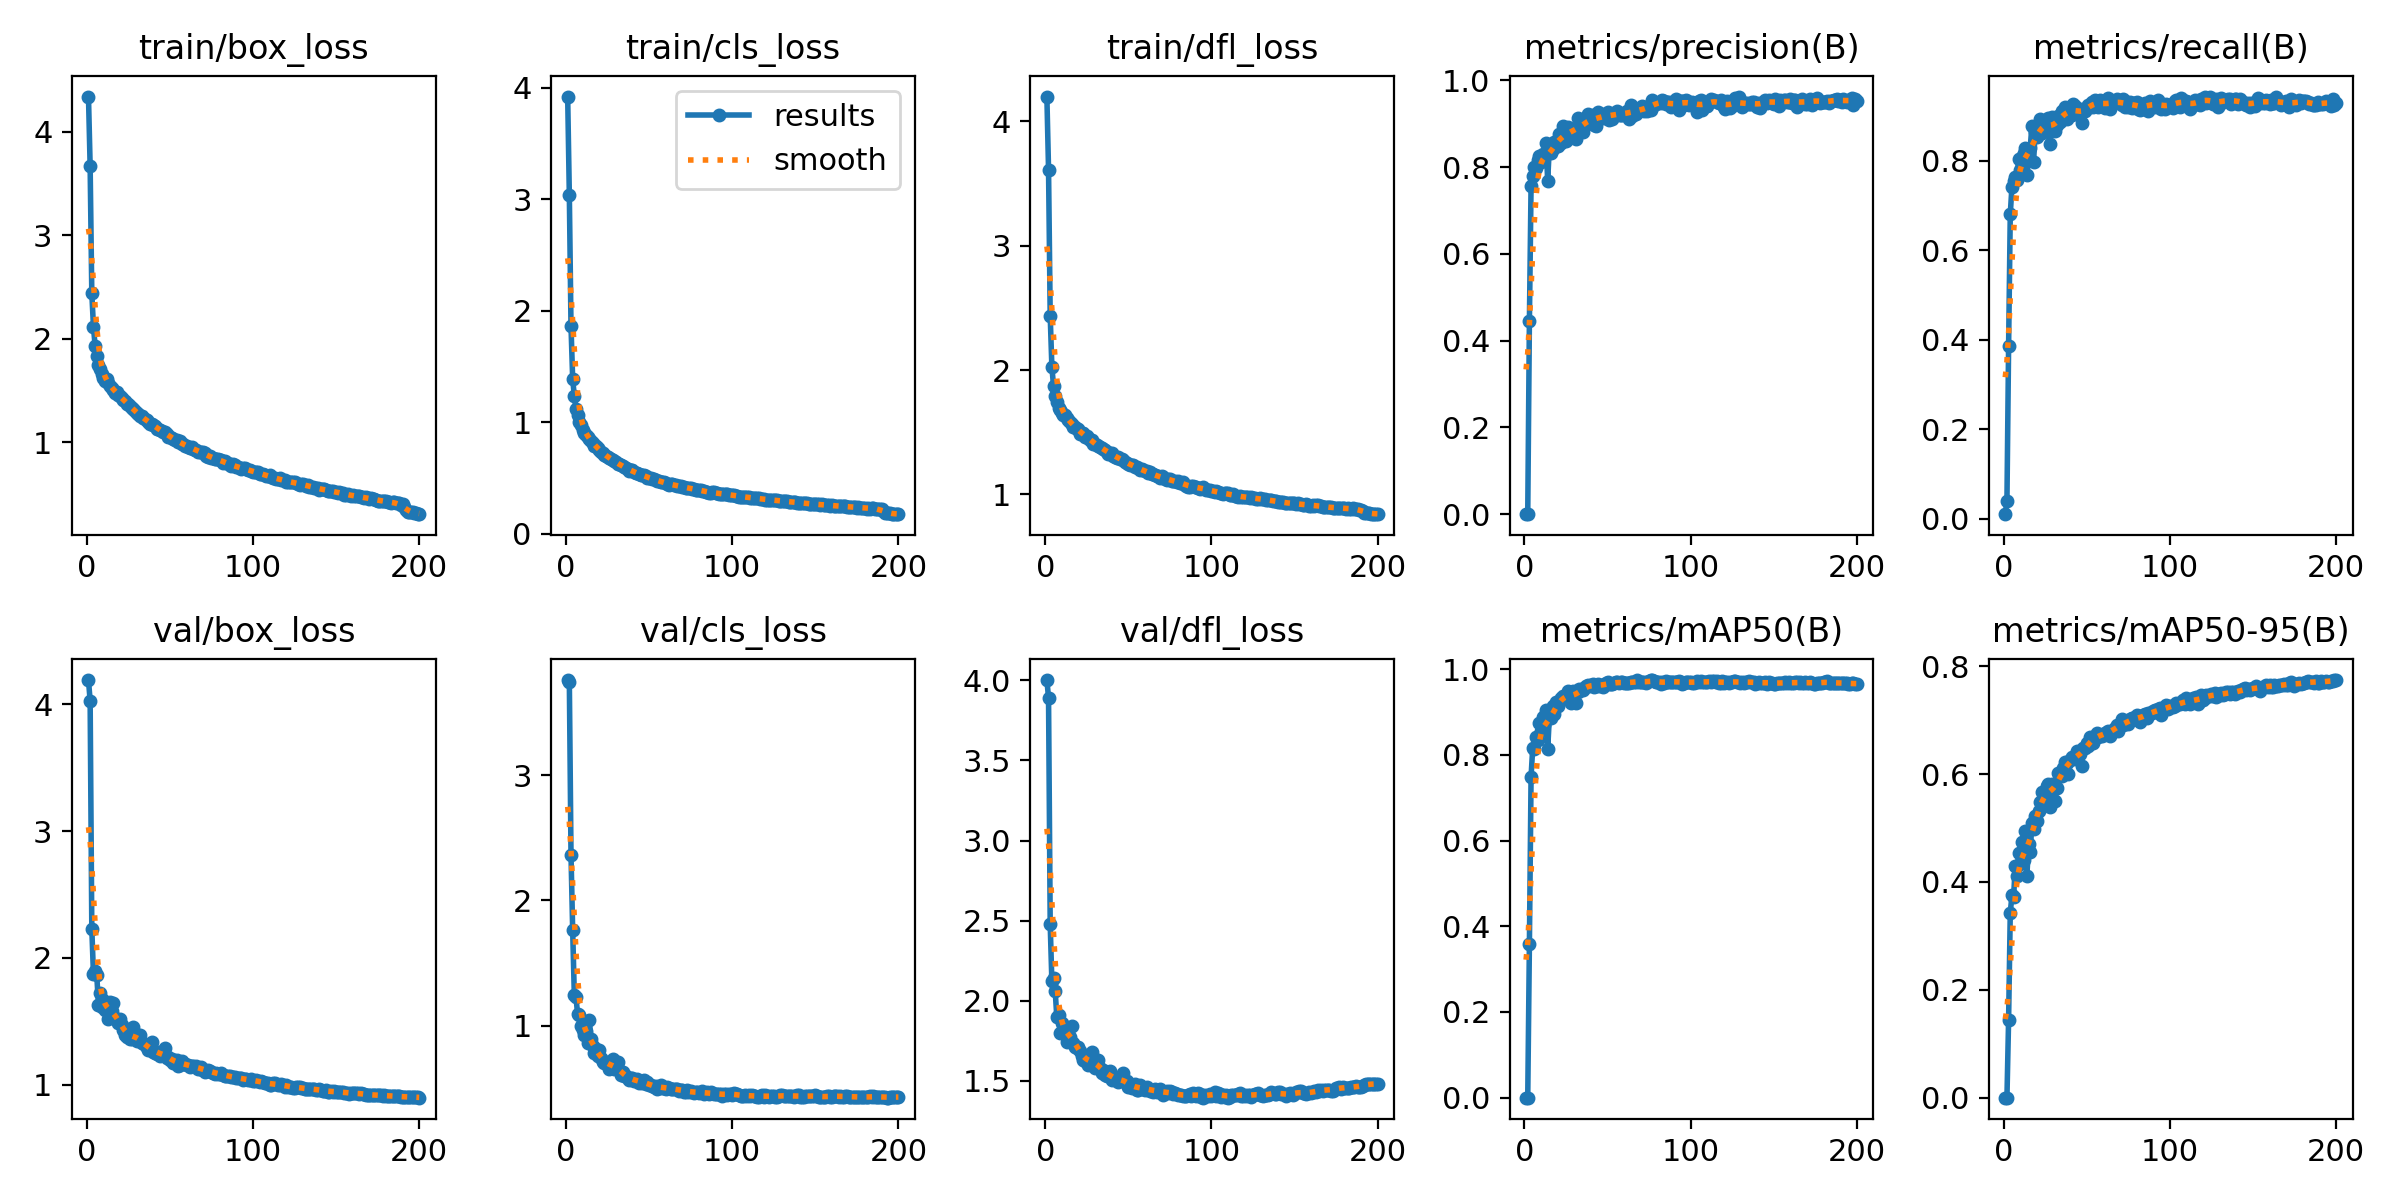 train/box_loss
4
3
2
1
0 100 200
train/cls_loss
results
smooth
4
3
2
1
0
0 100 200
train/dfl_loss
4
3
2
1
0 100 200
metrics/precision(B)
1.0
0.8
0.6
0.4
0.2
0.0
0 100 200
metrics/recall(B)
0.8
0.6
0.4
0.2
0.0
0 100 200
val/box_loss
4
3
2
1
0 100 200
val/cls_loss
3
2
1
0 100 200
val/dfl_loss
4.0
3.5
3.0
2.5
2.0
1.5
0 100 200
metrics/mAP50(B)
1.0
0.8
0.6
0.4
0.2
0.0
0 100 200
metrics/mAP50-95(B)
0.8
0.6
0.4
0.2
0.0
0 100 200